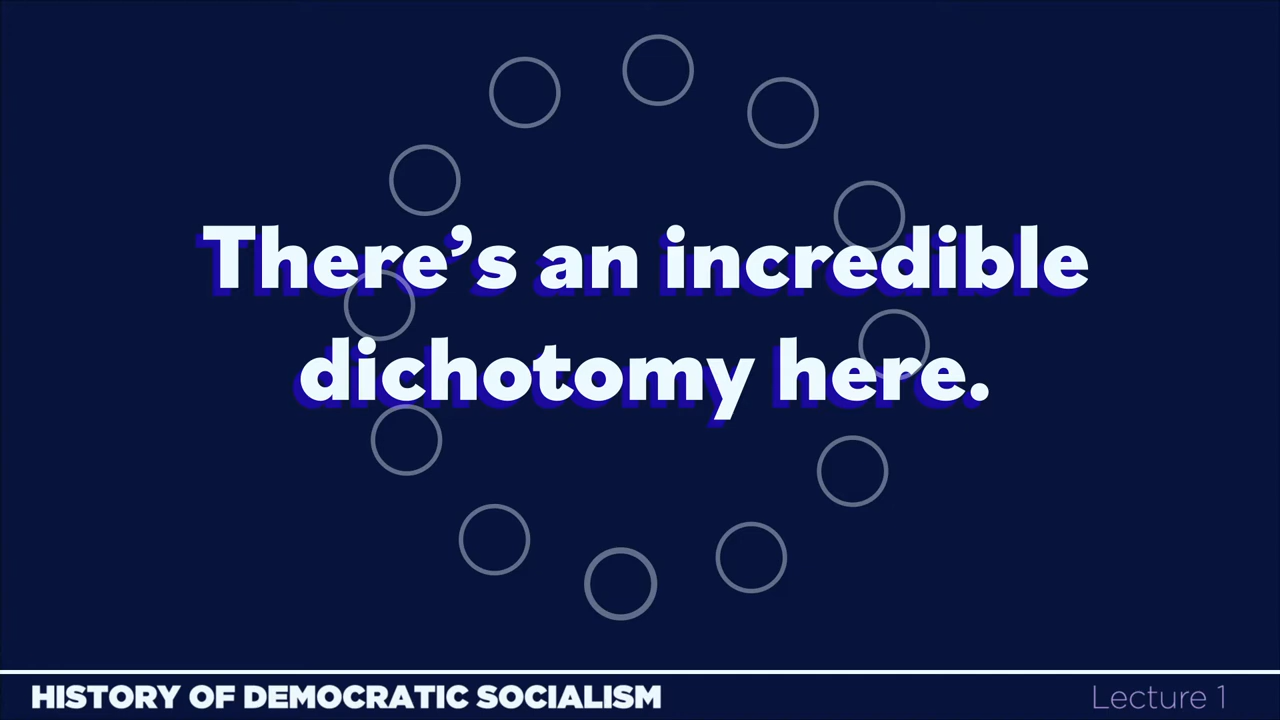 There’s an incredible
dichotomy here.
HISTORY OF DEMOCRATIC SOCIALISM
Lecture 1